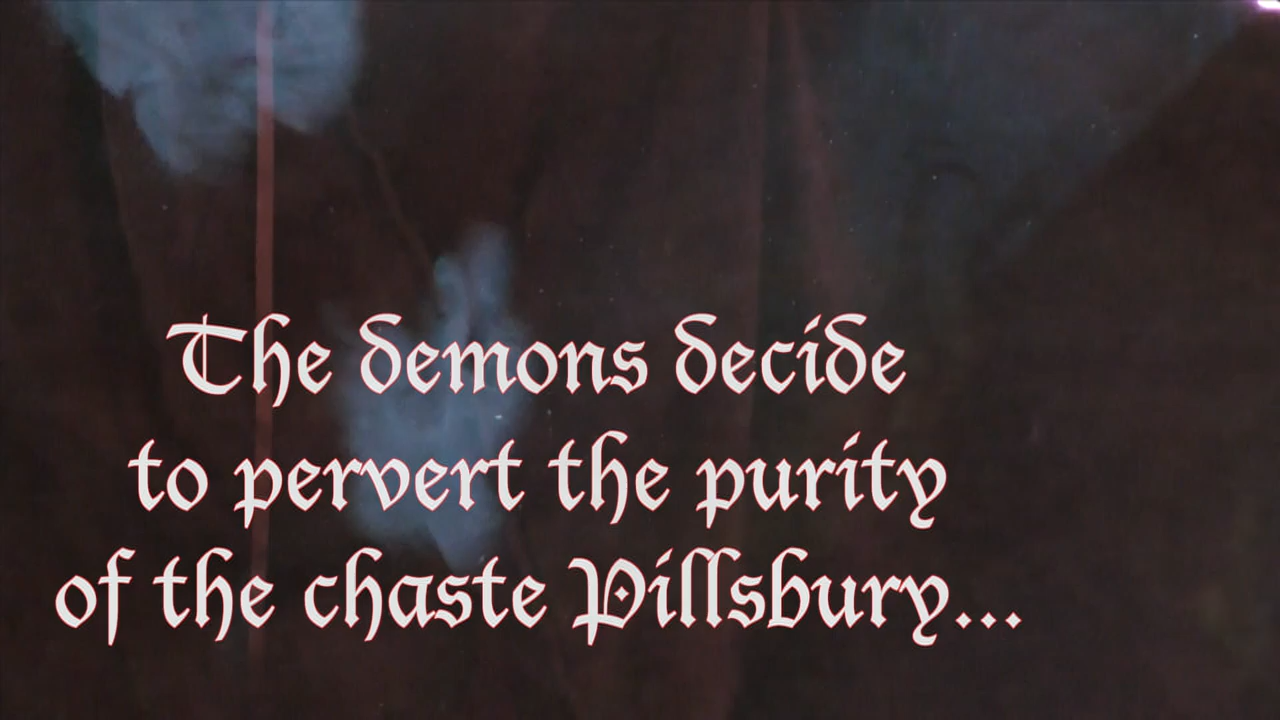 The demons decide
to pervert the purity
of the chaste Pillsbury...